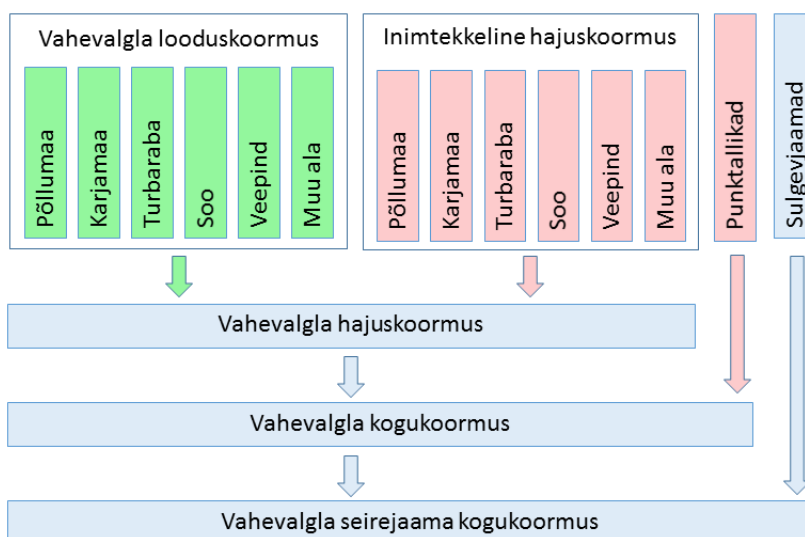 Vahevalgla looduskoormus
Põllumaa
Karjamaa
Turbaraba
Soo
Veepind
Muu ala
Inimtekkeline hajuskoormus
Põllumaa
Karjamaa
Turbaraba
Soo
Veepind
Muu ala
Punktallikad
Sulgevjaamad
Vahevalgla hajuskoormus
Vahevalgla kogukoormus
Vahevalgla seirejaama kogukoormus